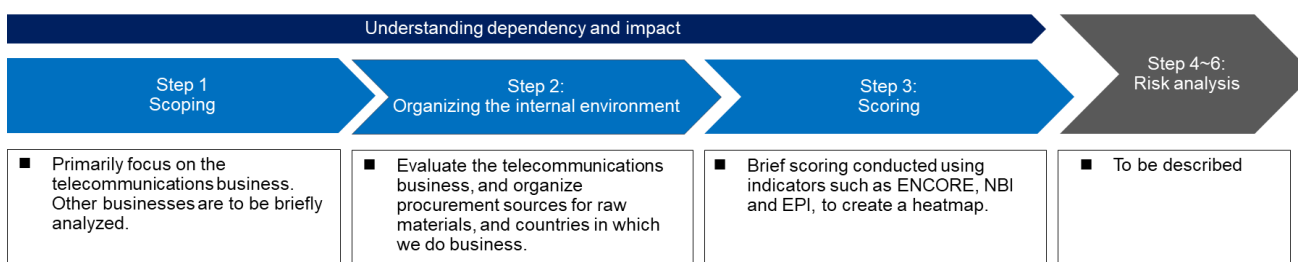 Understanding dependency and impact
Step 1
Scoping
Step 2:
Organizing the internal environment
Step 3:
Scoring
Step 4~6:
Risk analysis
■ Primarily focus on the
telecommunications business.
Other businesses are to be briefly
analyzed.
■ Evaluate the telecommunications
business, and organize
procurement sources for raw
materials, and countries in which
we do business.
■ Brief scoring conducted using
indicators such as ENCORE, NBI
and EPI, to create a heatmap.
■ To be described